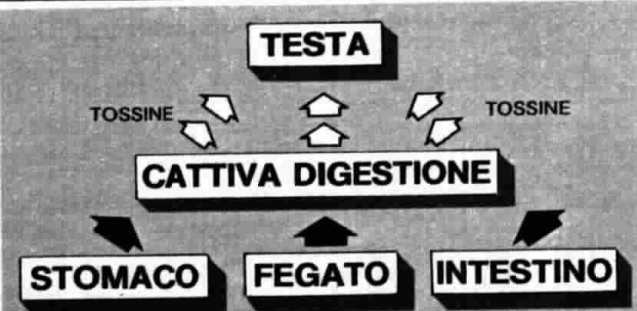 TESTA
TOSSINE TOSSINE
CATTIVA DIGESTIONE
STOMACO FEGATO INTESTINO